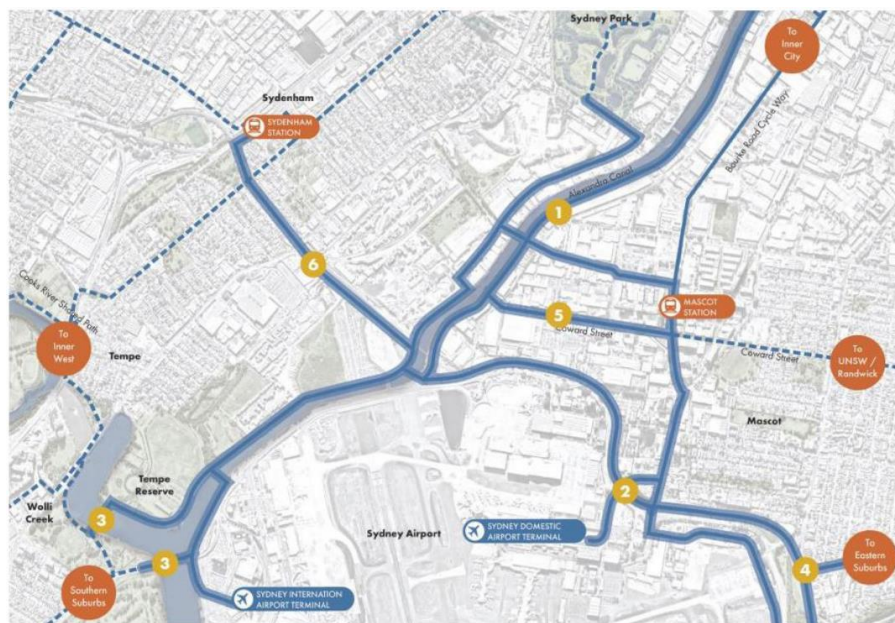 Sydney Park
To
Inner
City
Sydenham
SYDENHAM
STATION
Bourke Road Cycle Way
Alexandra Canal
1
6
Cooks River Shared Path
MASCOT
STATION
5
Coward Street
To
Inner
West
Tempe
Coward Street
To
UNSW /
Randwick
Mascot
Tempe
Reserve
2
Wolli
Creek
3
Sydney Airport
SYDNEY DOMESTIC
AIRPORT TERMINAL
To
Eastern
Suburbs
3
4
To
Southern
Suburbs
SYDNEY INTERNATION
AIRPORT TERMINAL